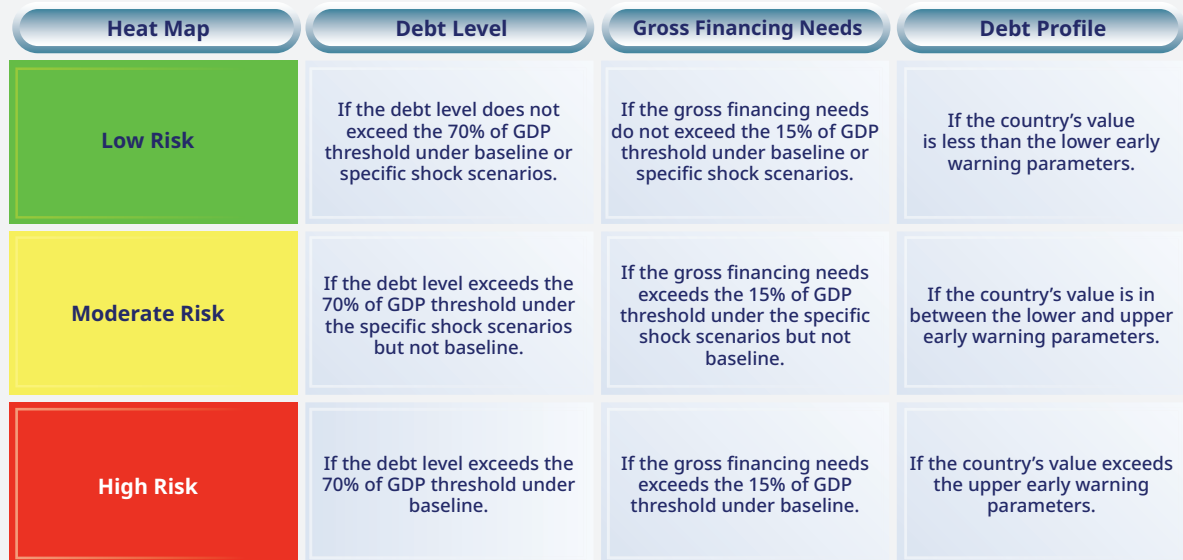 Heat Map
Debt Level
Gross Financing Needs
Debt Profile
Low Risk
If the debt level does not
exceed the 70% of GDP
threshold under baseline or
specific shock scenarios.
If the gross financing needs
do not exceed the 15% of GDP
threshold under baseline or
specific shock scenarios.
If the country’s value
is less than the lower early
warning parameters.
Moderate Risk
If the debt level exceeds the
70% of GDP threshold under
the specific shock scenarios
but not baseline.
If the gross financing needs
exceeds the 15% of GDP
threshold under the specific
shock scenarios but not
baseline.
If the country’s value is in
between the lower and upper
early warning parameters.
High Risk
If the debt level exceeds the
70% of GDP threshold under
baseline.
If the gross financing needs
exceeds the 15% of GDP
threshold under baseline.
If the country’s value exceeds
the upper early warning
parameters.